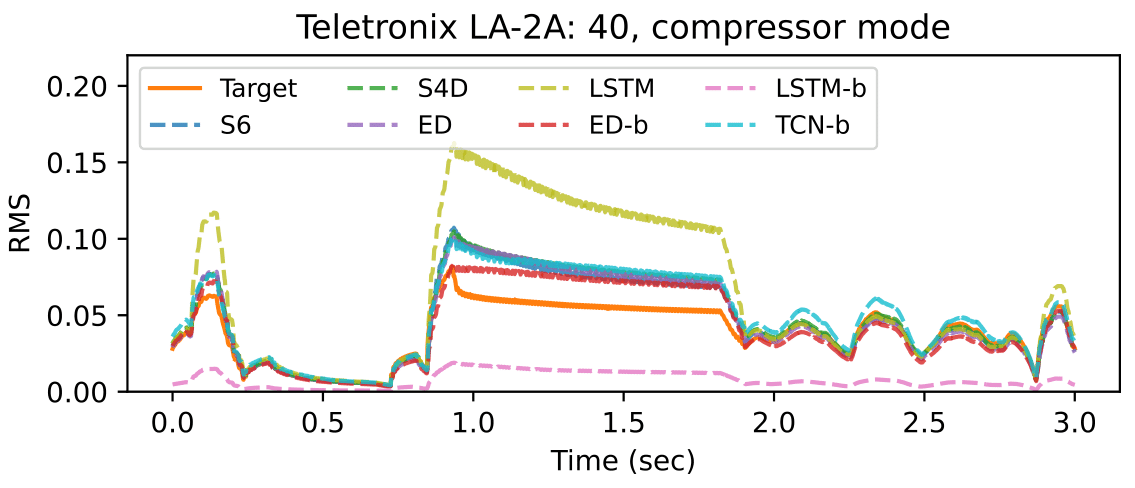 Teletronix LA-2A: 40, compressor mode
Target S4D LSTM LSTM-b
S6 ED ED-b TCN-b
RMS
0.20
0.15
0.10
0.05
0.00
0.0 0.5 1.0 1.5 2.0 2.5 3.0
Time (sec)